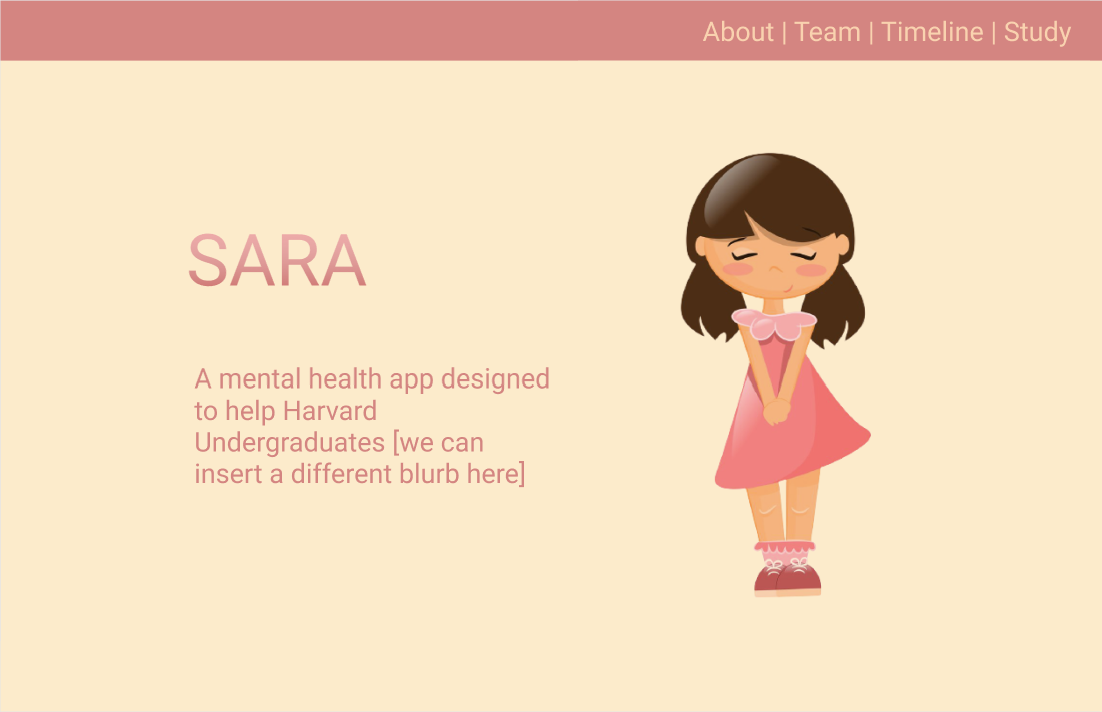 About | Team | Timeline | Study
SARA
A mental health app designed
to help Harvard
Undergraduates [we can
insert a different blurb here]